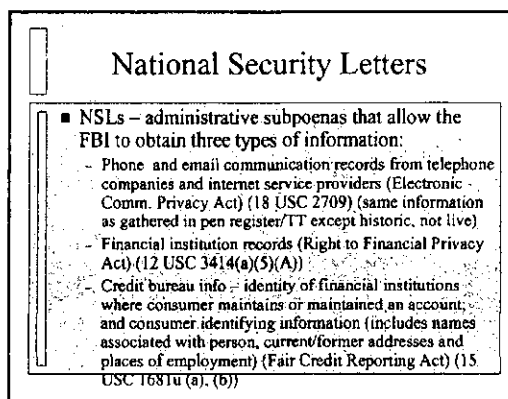 National Security Letters
■ NSLs – administrative subpoenas that allow the
FBI to obtain three types of information:
– Phone and email communication records from telephone
companies and internet service providers (Electronic
Comm. Privacy Act) (18 USC 2709) (same information
as gathered in pen register/TT except historic, not live)
– Financial institution records (Right to Financial Privacy
Act) (12 USC 3414(a)(5)(A))
– Credit bureau info – identity of financial institutions
where consumer maintains or maintained an account,
and consumer identifying information (includes names
associated with person, current/former addresses and
places of employment) (Fair Credit Reporting Act) (15
USC 1681u (a), (b))